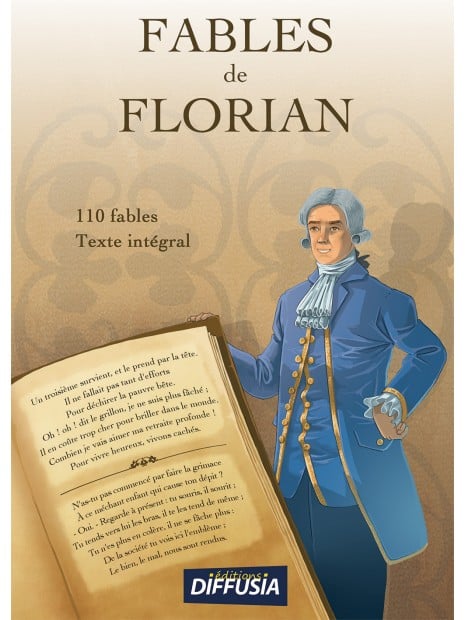 FABLES
de
FLORIAN
110 fables
Texte intégral
Un troisième survient, et le prend par la tête.
Il ne fallait pas tant d'efforts
Pour déchirer la pauvre bête.
Oh ! oh ! dit le grillon, je ne suis plus fâché ;
Il en coûte trop cher pour briller dans le monde,
Combien je vais aimer ma retraite profonde !
Pour vivre heureux, vivons cachés.
N'as-tu pas commencé par faire la grimace
À ce méchant enfant qui cause ton dépit ?
- Oui. - Regarde à présent : tu souris, il sourit ;
Tu tends vers lui les bras, il te les tend de même ;
Tu n'es plus en colère, il ne se fâche plus :
De la société tu vois ici l'emblème ;
Le bien, le mal, nous sont rendus.
éditions
DIFFUSIA